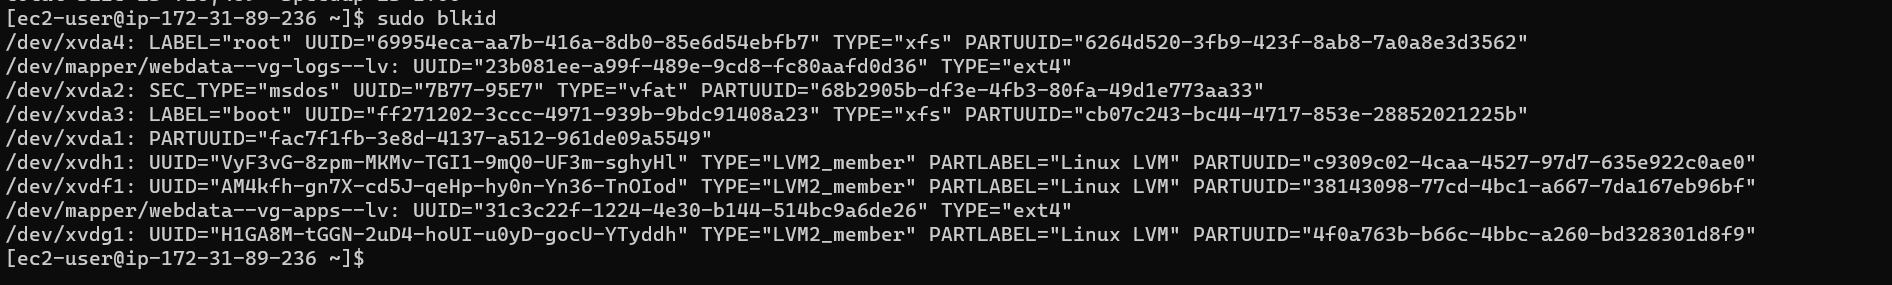 [ec2-user@ip-172-31-89-236 ~]$ sudo blkid
/dev/xvda4: LABEL="root" UUID="69954eca-aa7b-416a-8db0-85e6d54ebfb7" TYPE="xfs" PARTUUID="6264d520-3fb9-423f-8ab8-7a0a8e3d3562"
/dev/mapper/webdata--vg-logs--lv: UUID="23b081ee-a99f-489e-9cd8-fc80aafd0d36" TYPE="ext4"
/dev/xvda2: SEC_TYPE="msdos" UUID="7B77-95E7" TYPE="vfat" PARTUUID="68b2905b-df3e-4fb3-80fa-49d1e773aa33"
/dev/xvda3: LABEL="boot" UUID="ff271202-3ccc-4971-939b-9bdc91408a23" TYPE="xfs" PARTUUID="cb07c243-bc44-4717-853e-28852021225b"
/dev/xvda1: PARTUUID="fac7f1fb-3e8d-4137-a512-961de09a5549"
/dev/xvdh1: UUID="VyF3vG-8zpm-MKMv-TGI1-9mQ0-UF3m-sghyHl" TYPE="LVM2_member" PARTLABEL="Linux LVM" PARTUUID="c9309c02-4caa-4527-97d7-635e922c0ae0"
/dev/xvdf1: UUID="AM4kfh-gn7X-cd5J-qeHp-hy0n-Yn36-TnOIod" TYPE="LVM2_member" PARTLABEL="Linux LVM" PARTUUID="38143098-77cd-4bc1-a667-7da167eb96bf"
/dev/mapper/webdata--vg-apps--lv: UUID="31c3c22f-1224-4e30-b144-514bc9a6de26" TYPE="ext4"
/dev/xvdg1: UUID="H1GA8M-tGGN-2uD4-hoUI-u0yD-gocU-YTyddh" TYPE="LVM2_member" PARTLABEL="Linux LVM" PARTUUID="4f0a763b-b66c-4bbc-a260-bd328301d8f9"
[ec2-user@ip-172-31-89-236 ~]$